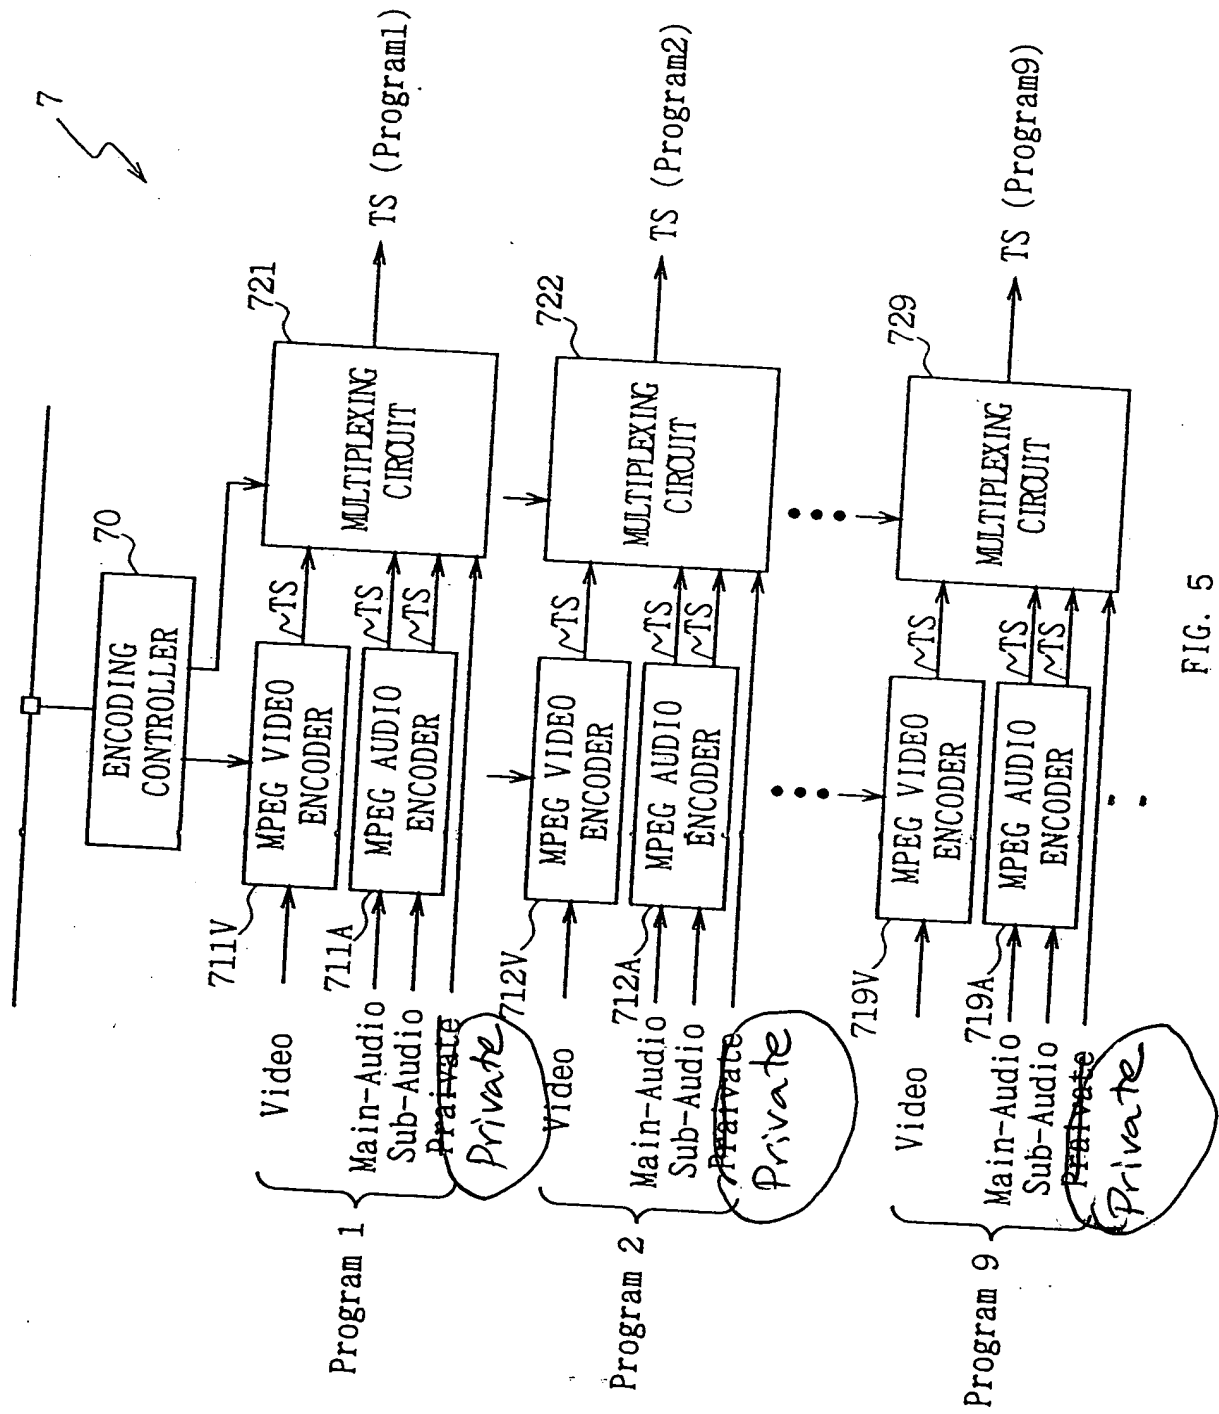 7
ENCODING
CONTROLLER
70
Program 1
Video
Main-Audio
Sub-Audio
Praivate
Private
711V
MPEG VIDEO
ENCODER
711A
MPEG AUDIO
ENCODER
TS
TS
TS
721
MULTIPLEXING
CIRCUIT
TS (Program1)
Program 2
Video
Main-Audio
Sub-Audio
Praivate
Private
712V
MPEG VIDEO
ENCODER
712A
MPEG AUDIO
ENCODER
TS
TS
TS
722
MULTIPLEXING
CIRCUIT
TS (Program2)
Program 9
Video
Main-Audio
Sub-Audio
Praivate
Private
719V
MPEG VIDEO
ENCODER
719A
MPEG AUDIO
ENCODER
TS
TS
TS
729
MULTIPLEXING
CIRCUIT
TS (Program9)
FIG. 5